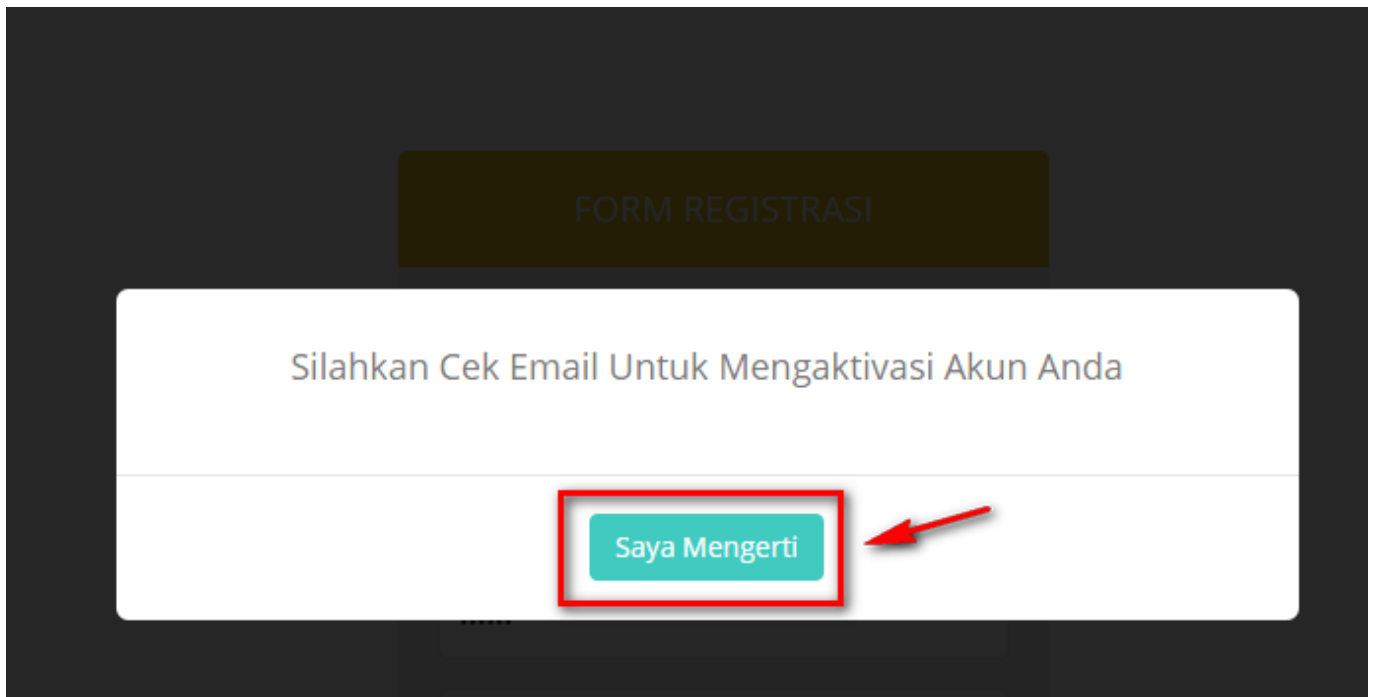 FORM REGISTRASI
Silahkan Cek Email Untuk Mengaktivasi Akun Anda
Saya Mengerti